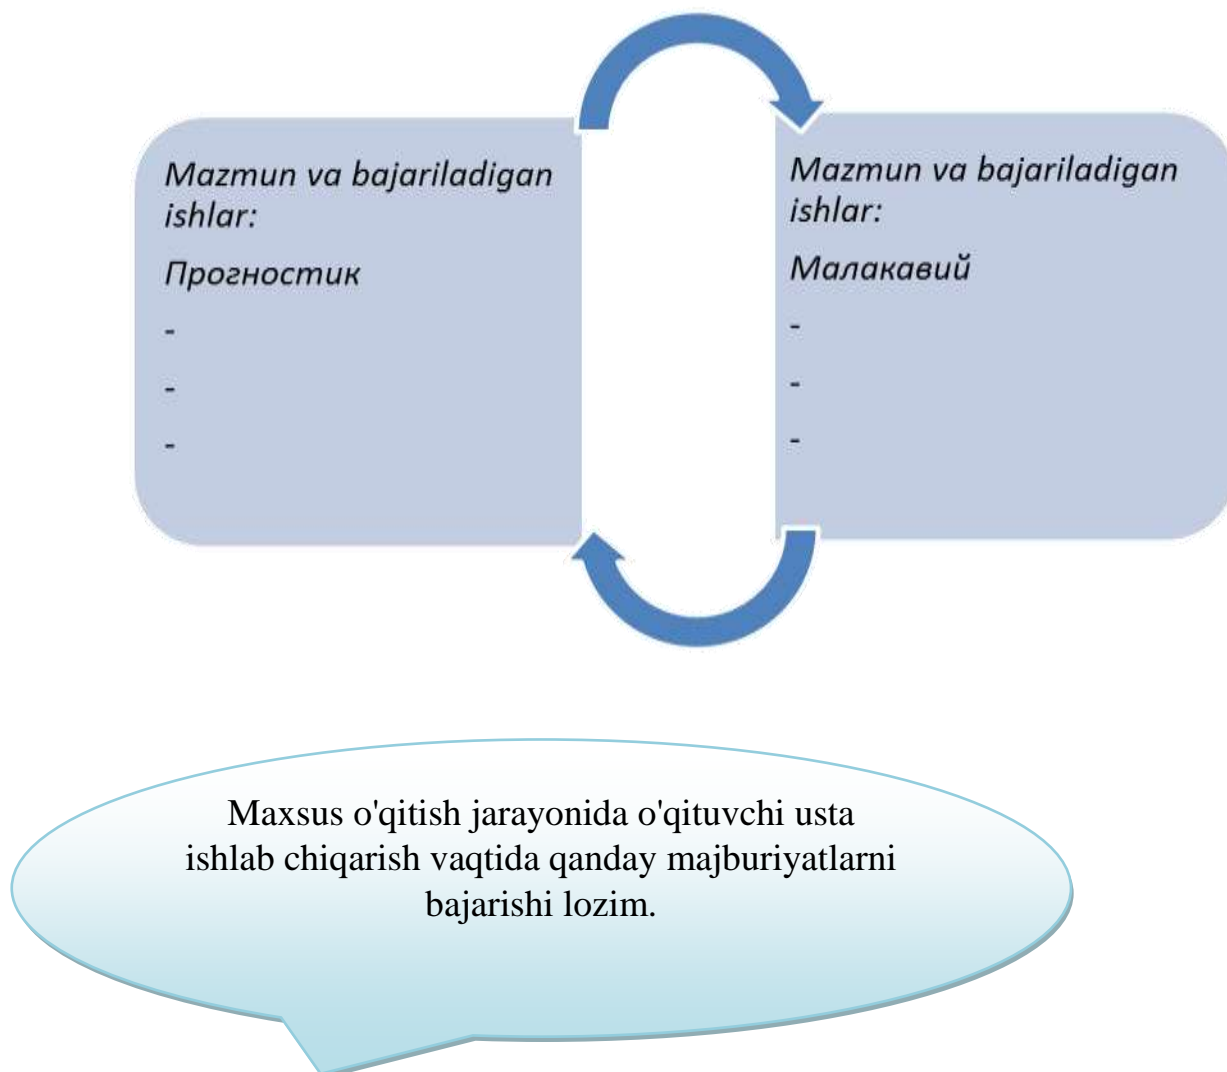 Mazmun va bajariladigan
ishlar:
Прогностик
-
-
-
Mazmun va bajariladigan
ishlar:
Малакавий
-
-
-
Maxsus o'qitish jarayonida o'qituvchi usta
ishlab chiqarish vaqtida qanday majburiyatlarni
bajarishi lozim.